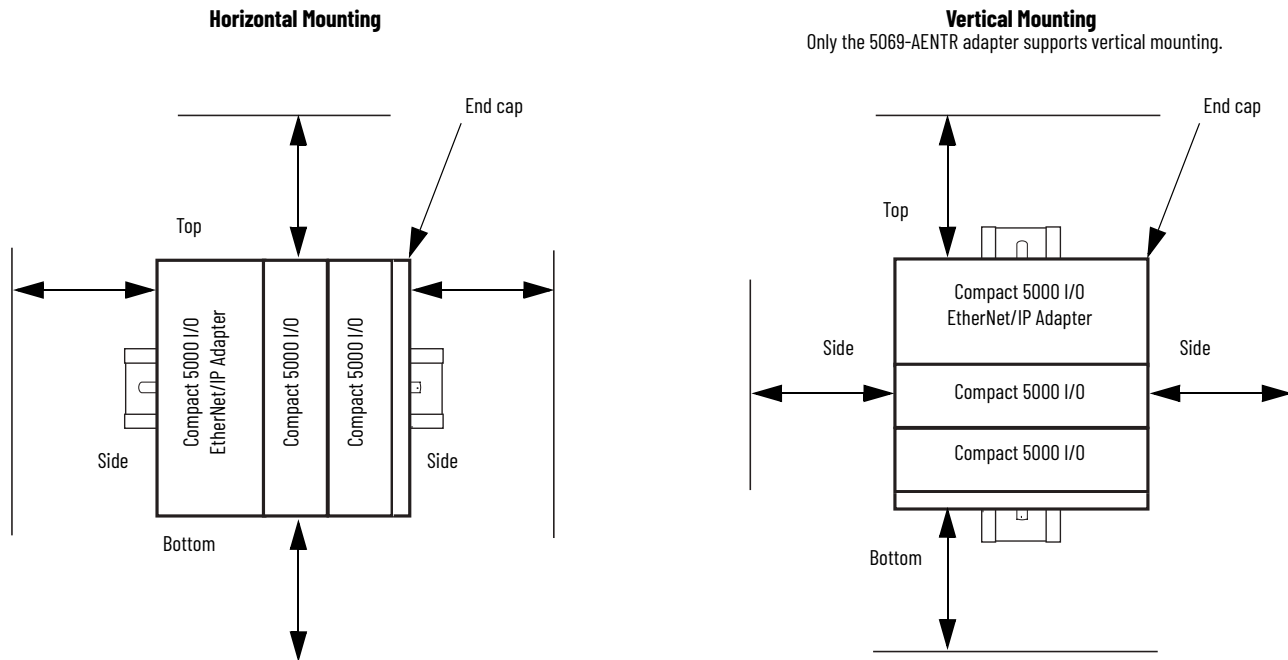 Horizontal Mounting
End cap
Top
Compact 5000 I/O
EtherNet/IP Adapter
Compact 5000 I/O
Compact 5000 I/O
Side
Side
Bottom
Vertical Mounting
Only the 5069-AENTR adapter supports vertical mounting.
End cap
Top
Compact 5000 I/O
EtherNet/IP Adapter
Side
Side
Compact 5000 I/O
Compact 5000 I/O
Bottom